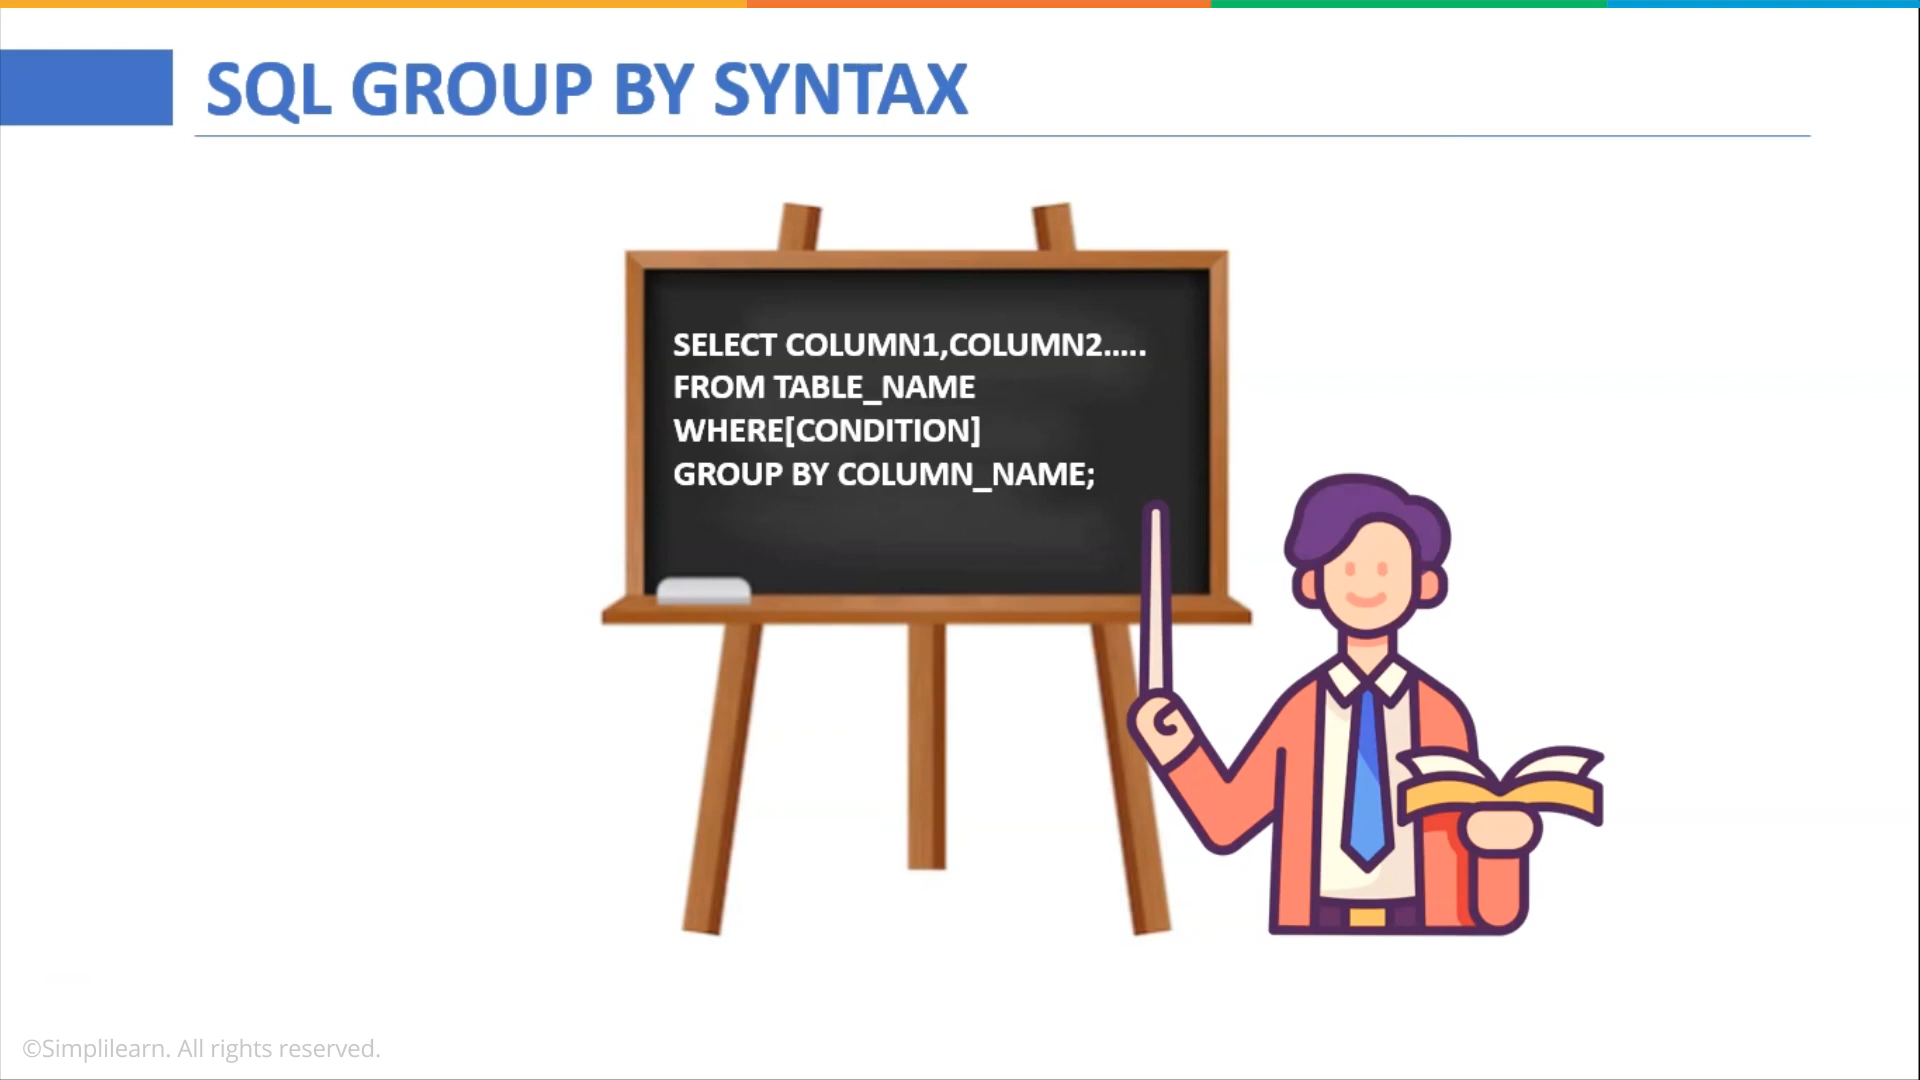 SQL GROUP BY SYNTAX
SELECT COLUMN1,COLUMN2.....
FROM TABLE_NAME
WHERE[CONDITION]
GROUP BY COLUMN_NAME;
©Simplilearn. All rights reserved.